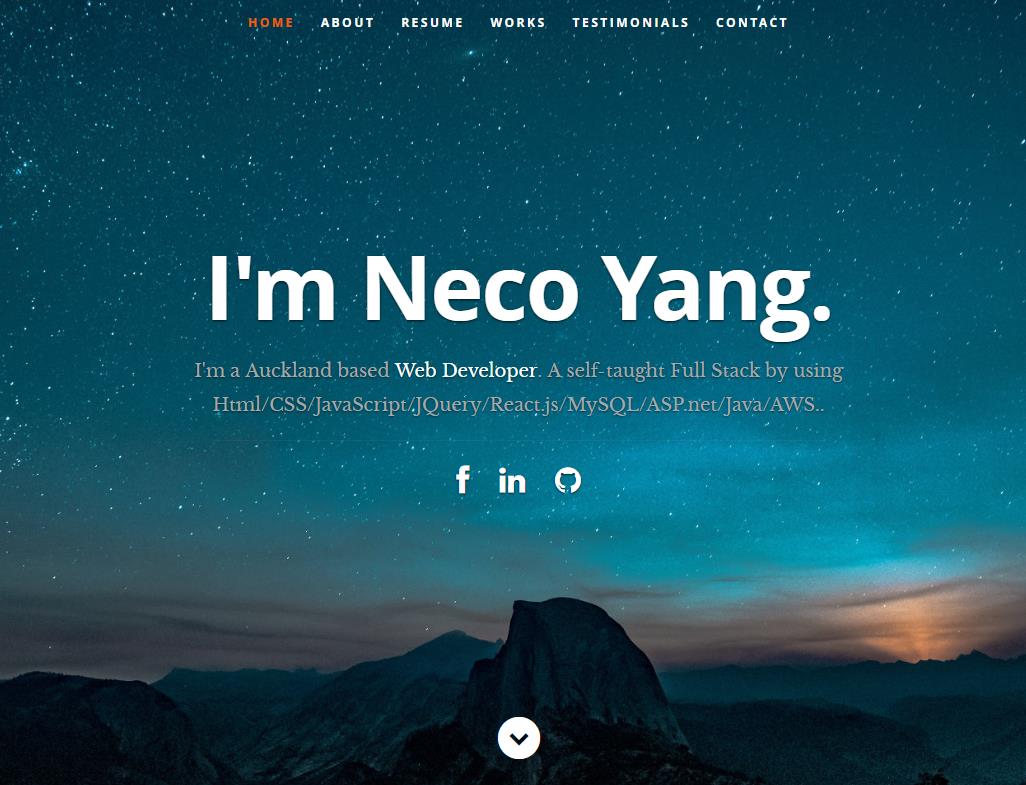 HOME ABOUT RESUME WORKS TESTIMONIALS CONTACT
I'm Neco Yang.
I'm a Auckland based Web Developer. A self-taught Full Stack by using
Html/CSS/JavaScript/JQuery/React.js/MySQL/ASP.net/Java/AWS..